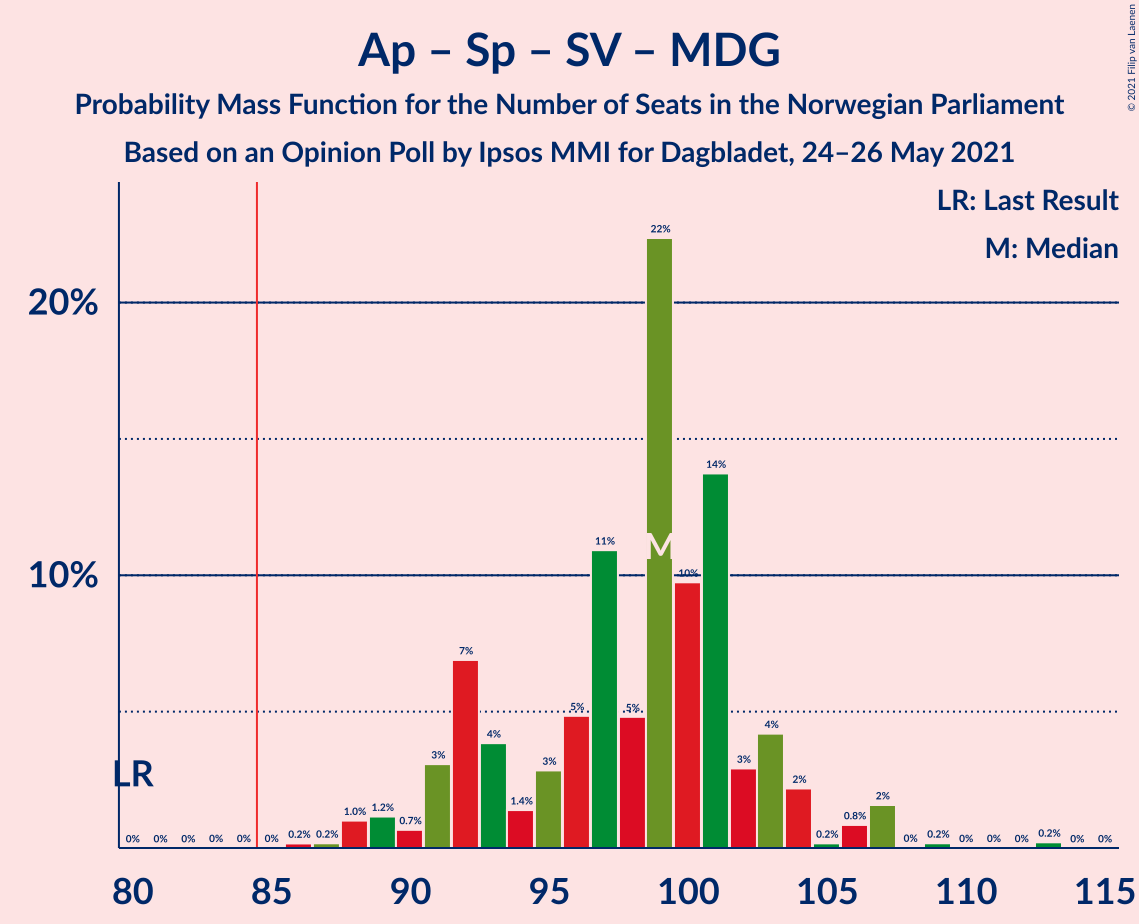 Ap – Sp – SV – MDG
Probability Mass Function for the Number of Seats in the Norwegian Parliament
Based on an Opinion Poll by Ipsos MMI for Dagbladet, 24–26 May 2021
© 2021 Filip van Laenen
LR: Last Result
M: Median
20%
10%
LR
M
0% 0% 0% 0% 0% 0% 0.2% 0.2% 1.0% 1.2% 0.7% 3% 7% 4% 1.4% 3% 5% 11% 5% 22% 10% 14% 3% 4% 2% 0.2% 0.8% 2% 0% 0.2% 0% 0% 0% 0.2% 0% 0%
80 85 90 95 100 105 110 115